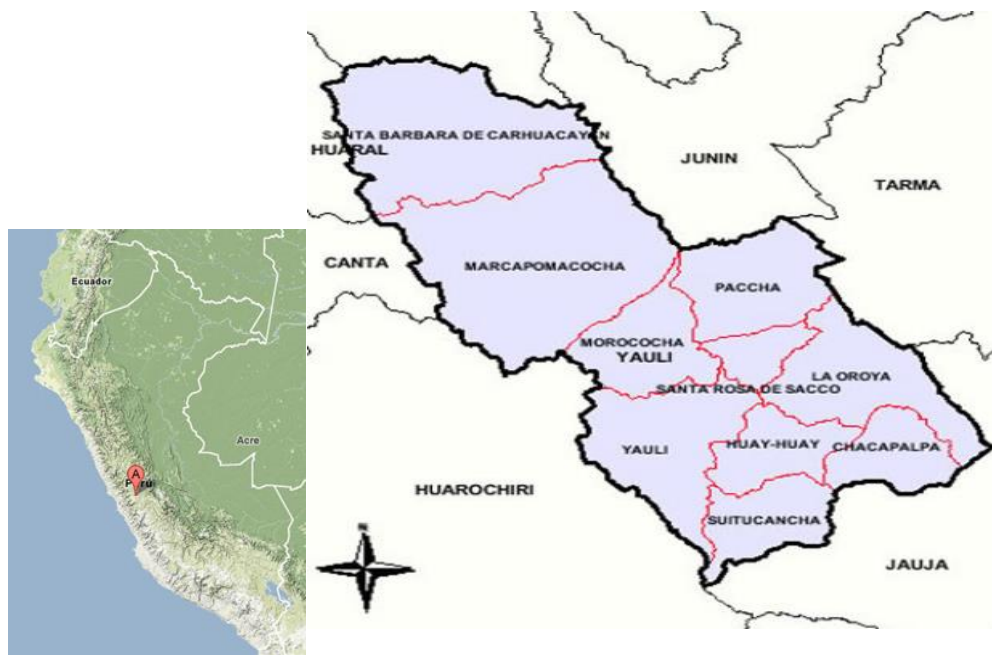 Ecuador
Acre
A
Perú
SANTA BARBARA DE CARHUACAYAN
HUARAL
JUNIN
TARMA
CANTA
MARCAPOMACOCHA
PACCHA
MOROCOCHA
YAULI
LA OROYA
SANTA ROSA DE SACCO
YAULI
HUAY-HUAY
CHACAPALPA
HUAROCHIRI
SUITUCANCHA
JAUJA
N